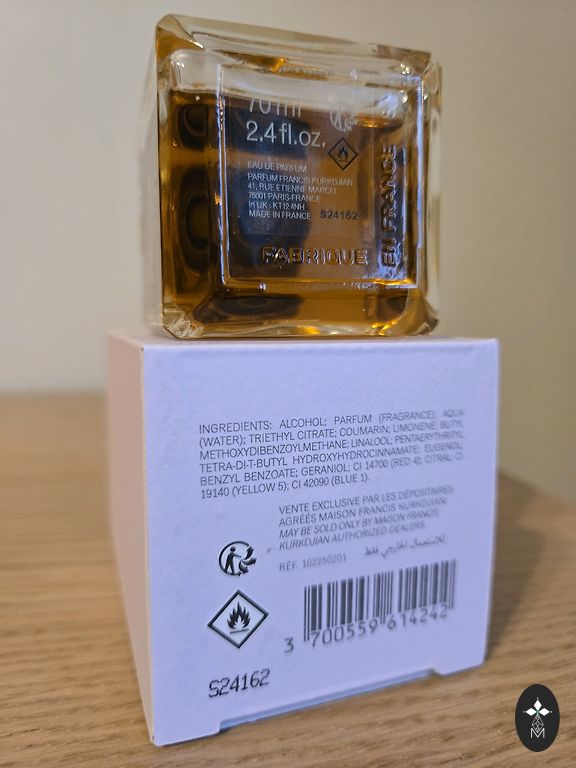 70 ml
2.4 fl.oz.
EAU DE PARFUM
PARFUM FRANCIS KURKDJIAN
41, RUE ETIENNE MARCEL
75001 PARIS-FRANCE
In UK : KT12 4NH
MADE IN FRANCE S24162
FABRIQUE
EN FRANCE
INGREDIENTS: ALCOHOL; PARFUM (FRAGRANCE); AQUA
(WATER); TRIETHYL CITRATE; COUMARIN; LIMONENE; BUTYL
METHOXYDIBENZOYLMETHANE; LINALOOL; PENTAERYTHRITYL
TETRA-DI-T-BUTYL HYDROXYHYDROCINNAMATE; EUGENOL;
BENZYL BENZOATE; GERANIOL; CI 14700 (RED 4); CITRAL; CI
19140 (YELLOW 5); CI 42090 (BLUE 1).
VENTE EXCLUSIVE PAR LES DÉPOSITAIRES
AGRÉÉS MAISON FRANCIS KURKDJIAN.
MAY BE SOLD ONLY BY MAISON FRANCIS
KURKDJIAN AUTHORIZED DEALERS.
للاستعمال الخارجي فقط
RÉF. 102260201
3 700559 614242
S24162
M